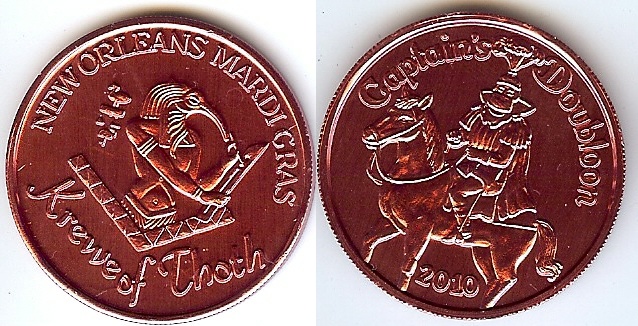 NEW ORLEANS MARDI GRAS
Krewe of Thoth
Captain's Doubloon
2010